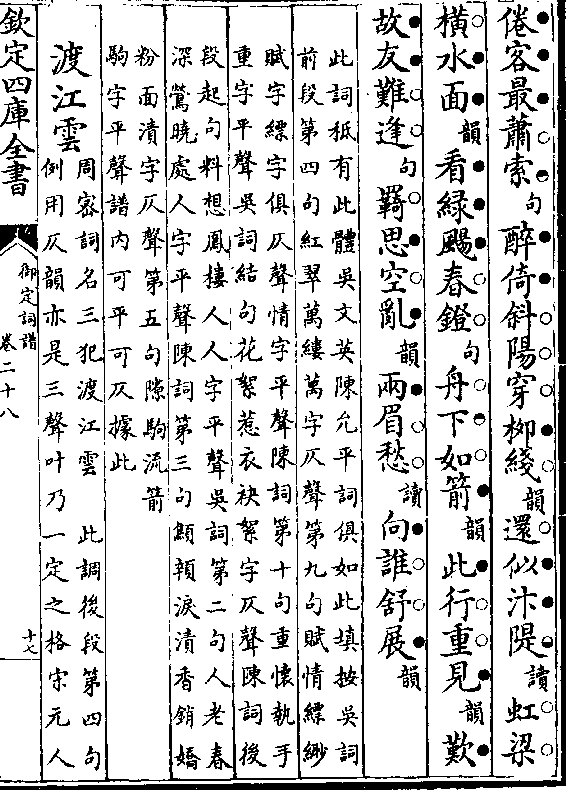 倦客最蕭索句醉倚斜陽穿柳綫韻還似汴隄讀虹梁
橫水面韻看緑颺春鐙句舟下如箭韻此行重見韻歎
故友難逢句羇思空亂韻兩眉愁讀向誰舒展韻
此詞秪有此體吳文英陳允平詞俱如此填按吳詞
前段第四句紅翠萬縷萬字仄聲第九句賦情縹緲
賦字縹字俱仄聲情字平聲陳詞第十句重懷執手
重字平聲吳詞結句花絮惹衣袂絮字仄聲陳詞後
段起句料想鳳樓人人字平聲吳詞第二句人老春
深鶯曉處人字平聲陳詞第三句顦顇淚漬香銷嬌
粉面漬字仄聲第五句隙駒流箭
駒字平聲譜内可平可仄據此
渡江雲
周密詞名三犯渡江雲　此調後段第四句
例用仄韻亦是三聲叶乃一定之格宋元人
欽定四庫全書
御定詞譜
卷二十八
十七